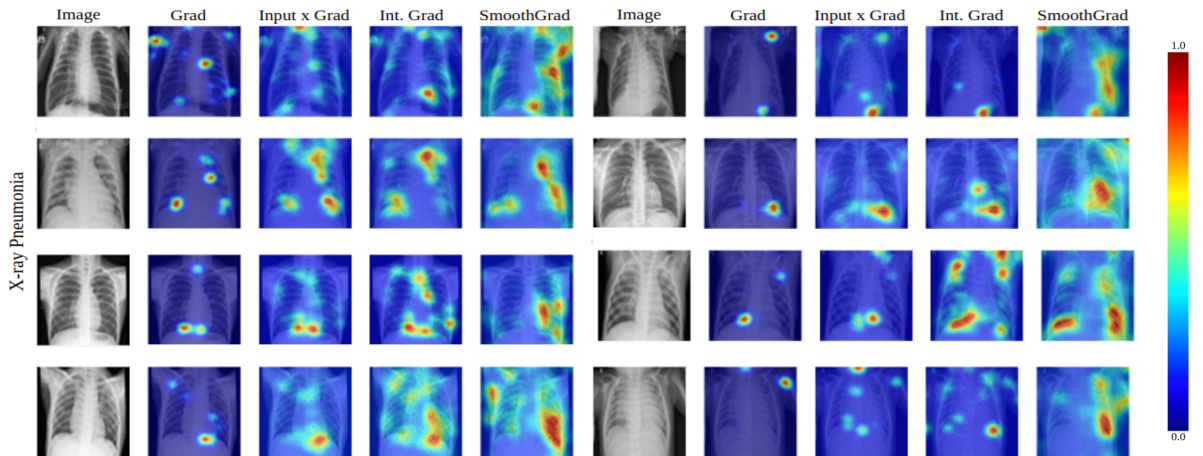 Image Grad Input x Grad Int. Grad SmoothGrad Image Grad Input x Grad Int. Grad SmoothGrad
1.0
X-ray Pneumonia
0.0